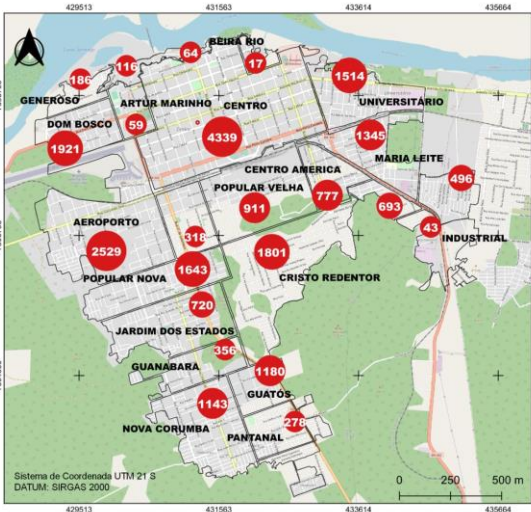 429513 431563 433614 435664
BEIRA RIO
64
17
116
1514
186
GENEROSO
ARTUR MARINHO
CENTRO
UNIVERSITÁRIO
DOM BOSCO
59
1921
4339
1345
MARIA LEITE
CENTRO AMERICA
496
POPULAR VELHA
777
911
693
AEROPORTO
43
318
INDUSTRIAL
2529
1801
1643
POPULAR NOVA
CRISTO REDENTOR
720
JARDIM DOS ESTADOS
356
GUANABARA
1180
GUATÓS
1143
278
NOVA CORUMBA
PANTANAL
Sistema de Coordenada UTM 21 S
DATUM: SIRGAS 2000
0 250 500 m
429513 431563 433614 435664